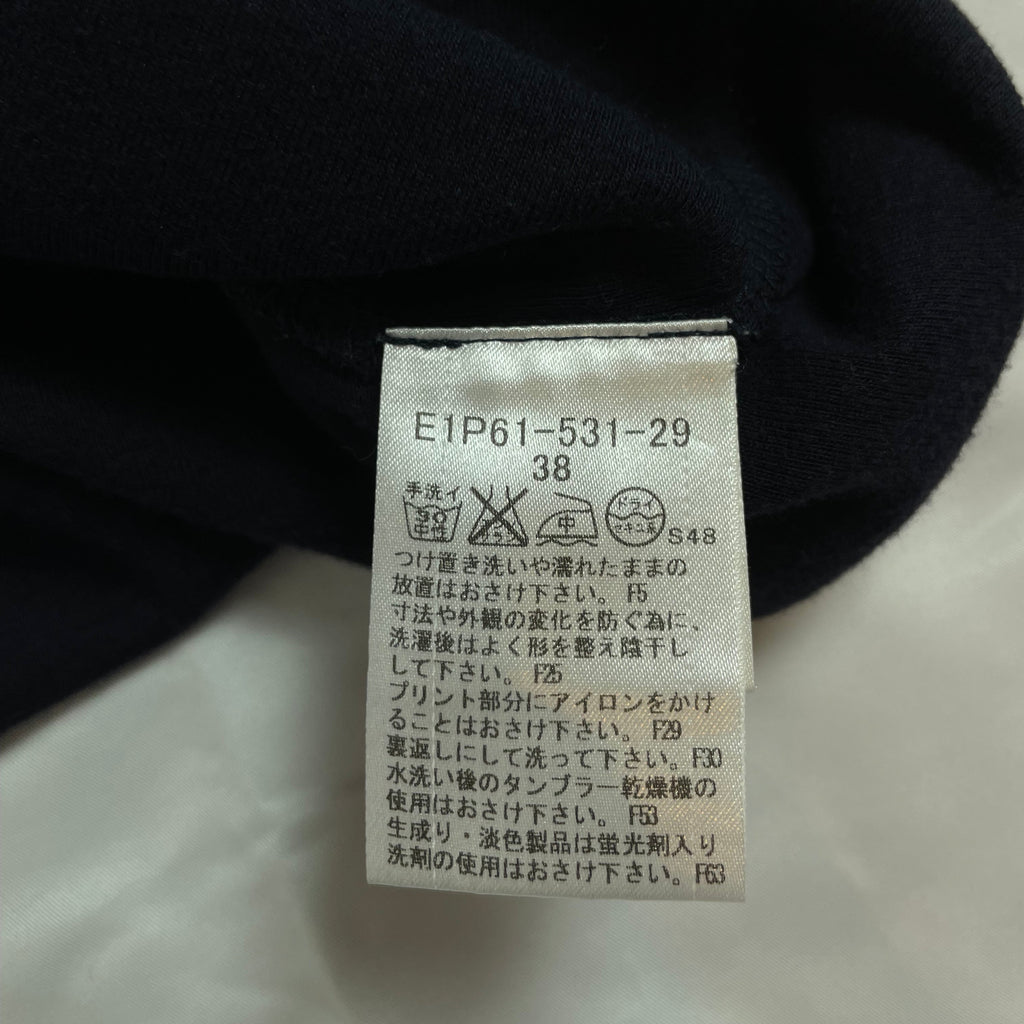 E1P61-531-29
38
手洗イ
30
中性
エンソ
サラシ
中
ドライ
セキユ系
S48
つけ置き洗いや濡れたままの
放置はおさけ下さい。F5
寸法や外観の変化を防ぐ為に、
洗濯後はよく形を整え陰干し
して下さい。F25
プリント部分にアイロンをかけ
ることはおさけ下さい。F29
裏返しにして洗って下さい。F30
水洗い後のタンブラー乾燥機の
使用はおさけ下さい。F53
生成り・淡色製品は蛍光剤入り
洗剤の使用はおさけ下さい。F63